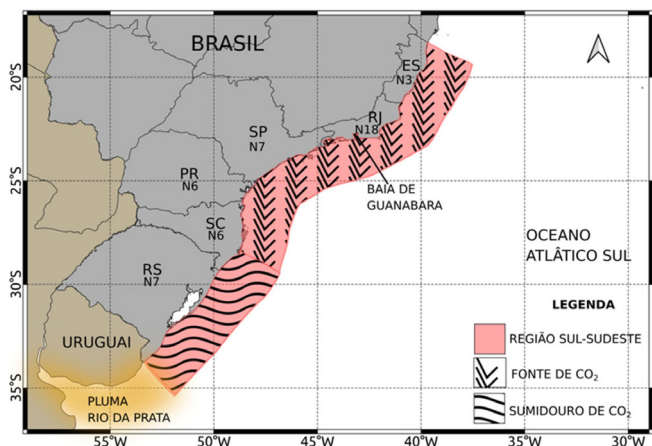 BRASIL
20°S
25°S
30°S
35°S
ES
N3
RJ
N18
SP
N7
PR
N6
SC
N6
RS
N7
BAIA DE
GUANABARA
OCEANO
ATLÂTICO SUL
URUGUAI
PLUMA
RIO DA PRATA
LEGENDA
REGIÃO SUL-SUDESTE
FONTE DE CO₂
SUMIDOURO DE CO₂
55°W
50°W
45°W
40°W
35°W
30°W